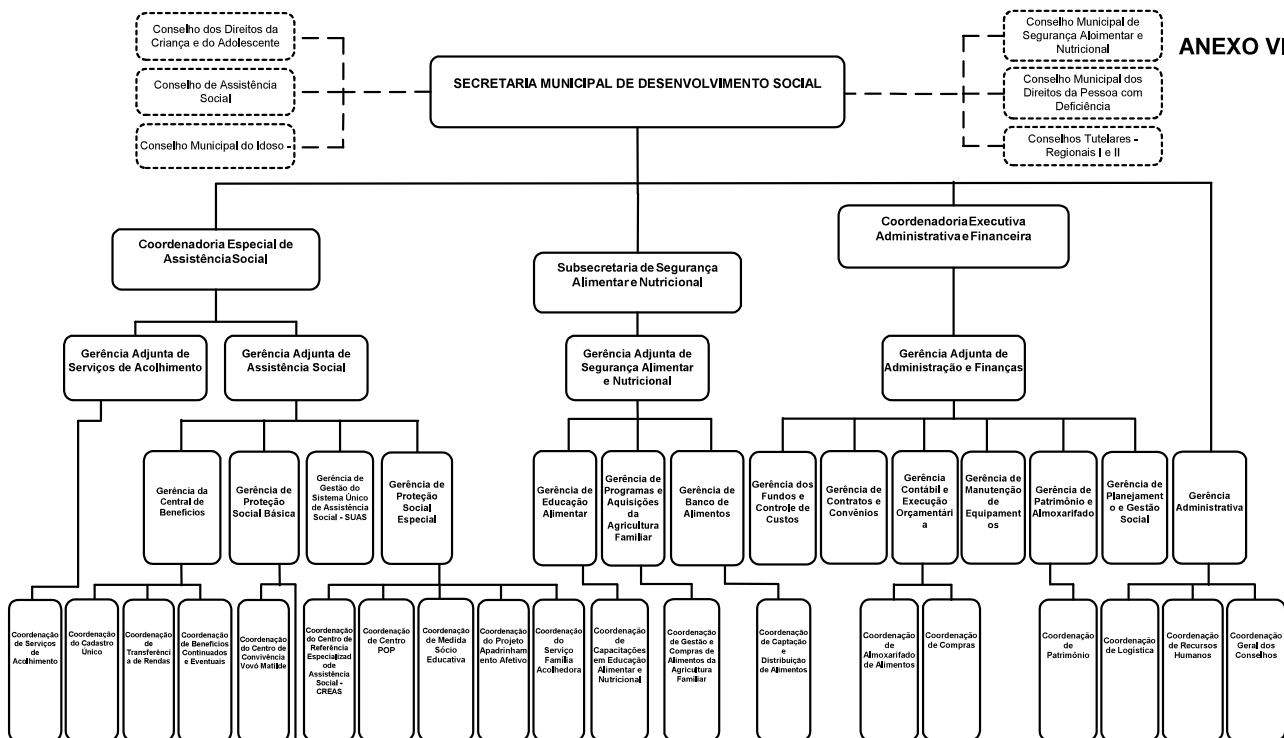 Conselho dos Direitos da
Criança e do Adolescente
Conselho de Assistência
Social
Conselho Municipal do Idoso -
SECRETARIA MUNICIPAL DE DESENVOLVIMENTO SOCIAL
Conselho Municipal de
Segurança Aloimentar e
Nutricional
Conselho Municipal dos
Direitos da Pessoa com
Deficiência
Conselhos Tutelares -
Regionais I e II
ANEXO VI
Coordenadoria Especial de
Assistência Social
Subsecretaria de Segurança
Alimentar e Nutricional
Coordenadoria Executiva
Administrativa e Financeira
Gerência Adjunta de
Serviços de Acolhimento
Gerência Adjunta de
Assistência Social
Gerência Adjunta de
Segurança Alimentar
e Nutricional
Gerência Adjunta de
Administração e Finanças
Gerência da
Central de
Benefícios
Gerência de
Proteção
Social Básica
Gerência de
Gestão do
Sistema Único
de Assistência
Social - SUAS
Gerência de
Proteção
Social
Especial
Gerência de
Educação
Alimentar
Gerência de
Programas e
Aquisições da
Agricultura
Familiar
Gerência de
Banco de
Alimentos
Gerência dos
Fundos e
Controle de
Custos
Gerência de
Contratos e
Convênios
Gerência
Contábil e
Execução
Orçamentári
a
Gerência de
Manutenção
de
Equipament
os
Gerência de
Patrimônio e
Almoxarifado
Gerência de
Planejament
o e Gestão
Social
Gerência
Administrativa
Coordenação
de Serviços
de
Acolhimento
Coordenação
do Cadastro
Único
Coordenação
de
Transferênci
a de Rendas
Coordenação
de Benefícios
Continuados
e Eventuais
Coordenação
do Centro de
Convivência
Vovó Matilde
Coordenação
do Centro de
Referência
Especializad
ode
Assistência
Social -
CREAS
Coordenação
de Centro
POP
Coordenação
de Medida
Sócio
Educativa
Coordenação
do Projeto
Apadrinham
ento Afetivo
Coordenação
do
Serviço
Família
Acolhedora
Coordenação
de
Capacitações
em Educação
Alimentar e
Nutricional
Coordenação
de Gestão e
Compras de
Alimentos da
Agricultura
Familiar
Coordenação
de Captação
e
Distribuição
de Alimentos
Coordenação
de
Almoxarifado
de Alimentos
Coordenação
de Compras
Coordenação
de
Patrimônio
Coordenação
de Logística
Coordenação
de Recursos
Humanos
Coordenação
Geral dos
Conselhos